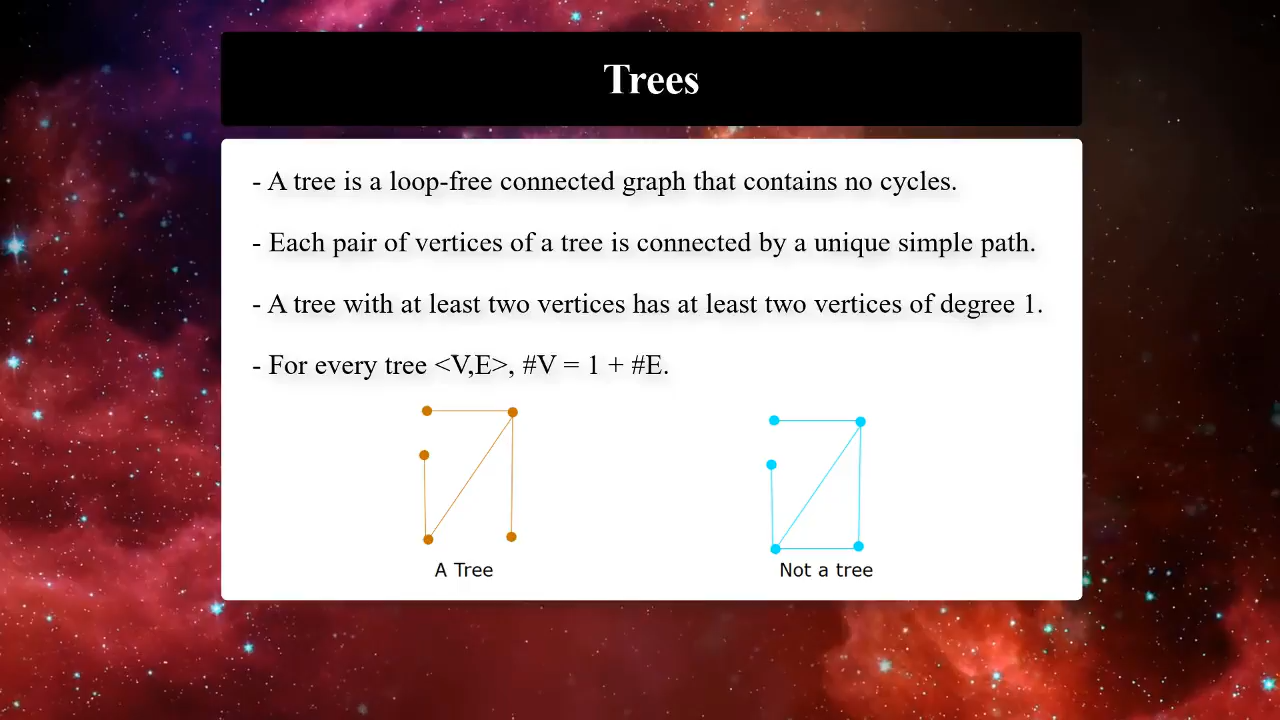 Trees
- A tree is a loop-free connected graph that contains no cycles.
- Each pair of vertices of a tree is connected by a unique simple path.
- A tree with at least two vertices has at least two vertices of degree 1.
- For every tree <V,E>, #V = 1 + #E.
A Tree
Not a tree